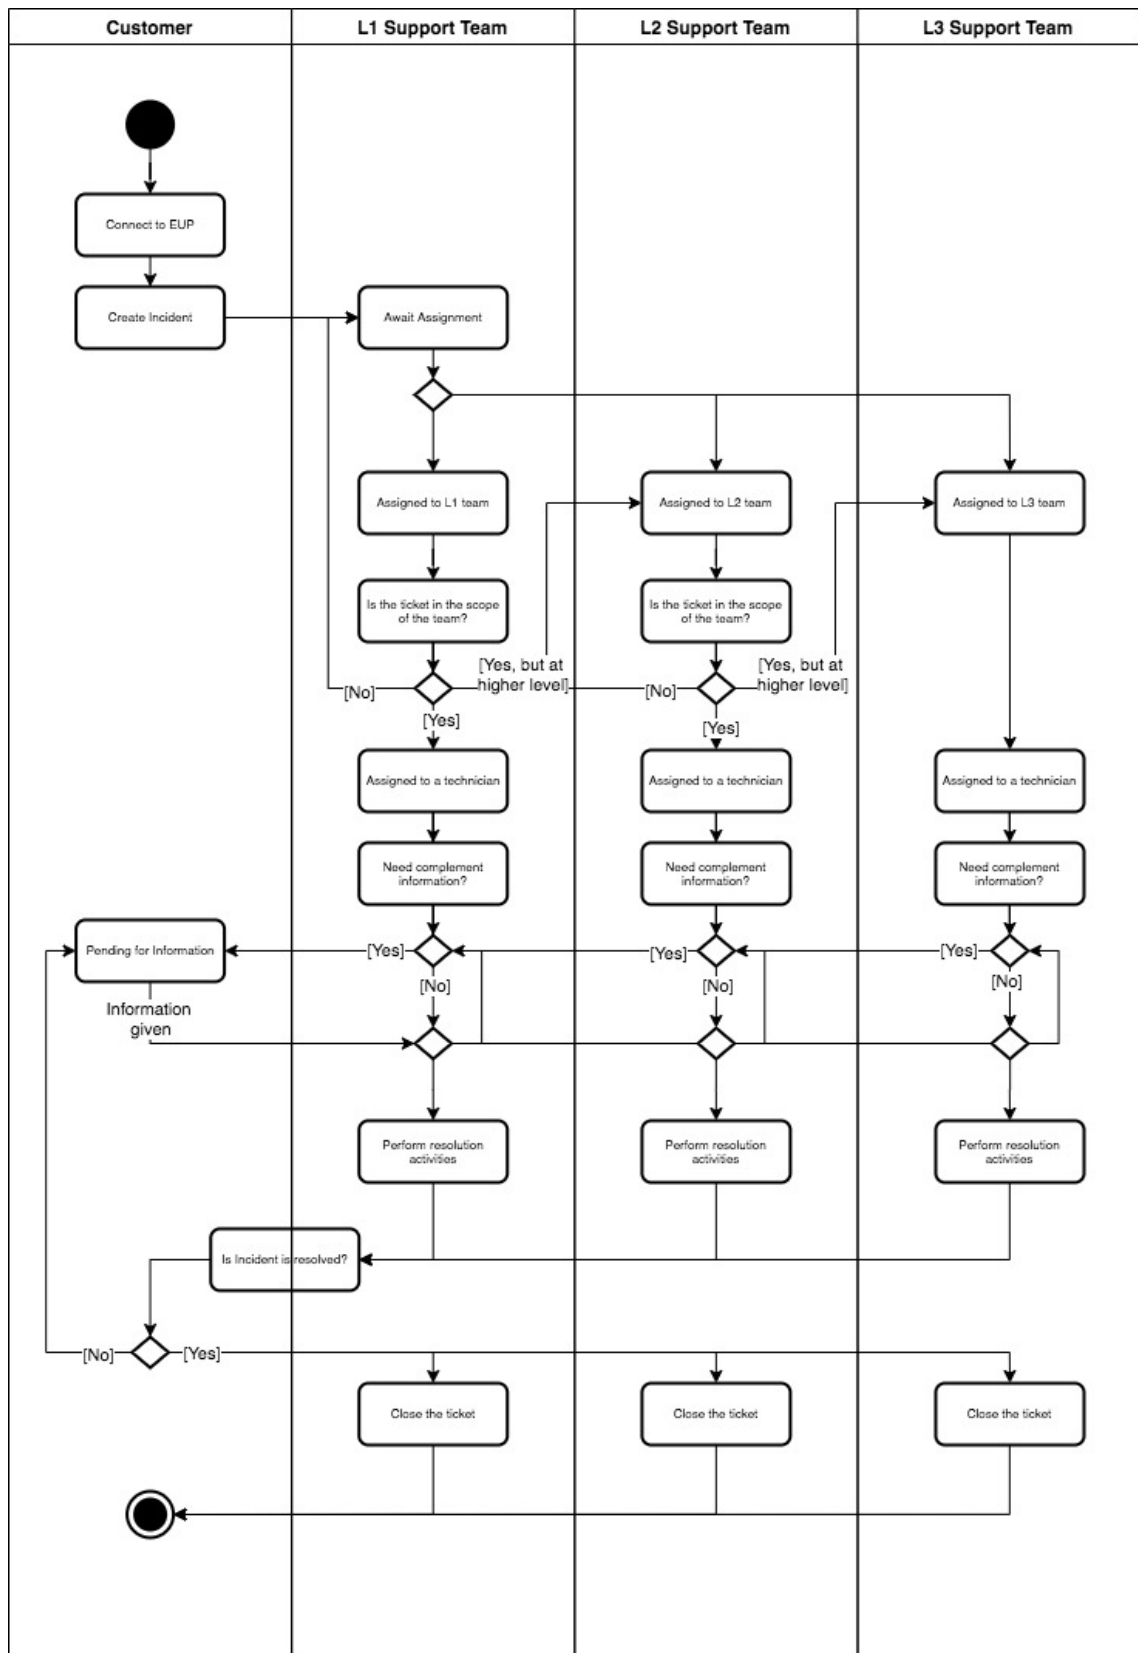 Customer
L1 Support Team
L2 Support Team
L3 Support Team
Connect to EUP
Create Incident
Await Assignment
Assigned to L1 team
Assigned to L2 team
Assigned to L3 team
Is the ticket in the scope
of the team?
Is the ticket in the scope
of the team?
[No]
[Yes, but at
higher level]
[No]
[Yes, but at
higher level]
[Yes]
[Yes]
Assigned to a technician
Assigned to a technician
Assigned to a technician
Need complement
information?
Need complement
information?
Need complement
information?
Pending for Information
[Yes]
[Yes]
[Yes]
[No]
[No]
[No]
Information
given
Perform resolution
activities
Perform resolution
activities
Perform resolution
activities
Is Incident is resolved?
[No]
[Yes]
Close the ticket
Close the ticket
Close the ticket